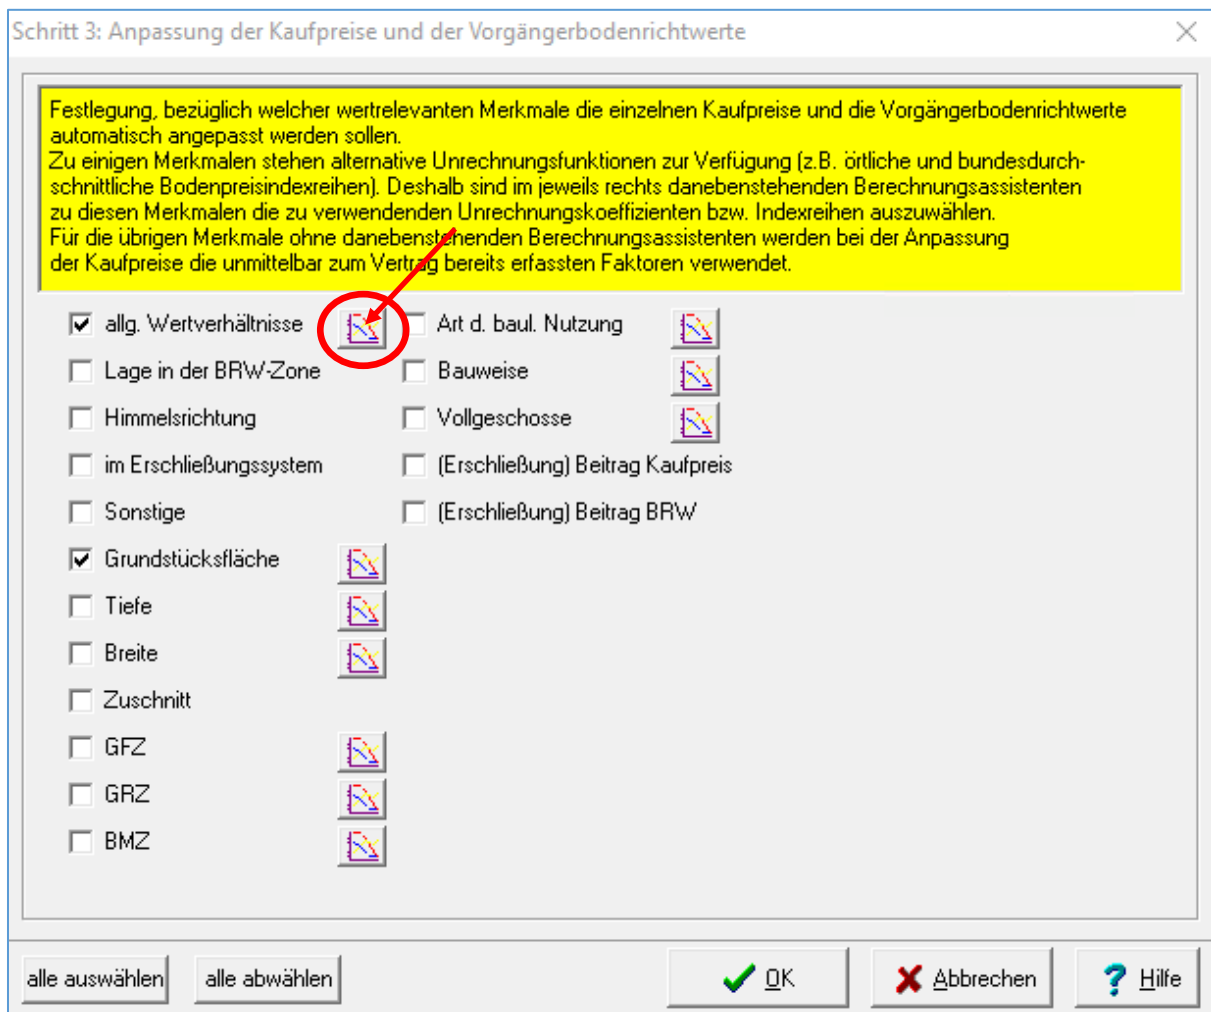 Schritt 3: Anpassung der Kaufpreise und der Vorgängerbodenrichtwerte
Festlegung, bezüglich welcher wertrelevanten Merkmale die einzelnen Kaufpreise und die Vorgängerbodenrichtwerte
automatisch angepasst werden sollen.
Zu einigen Merkmalen stehen alternative Unrechnungsfunktionen zur Verfügung (z.B. örtliche und bundesdurch-
schnittliche Bodenpreisindexreihen). Deshalb sind im jeweils rechts danebenstehenden Berechnungsassistenten
zu diesen Merkmalen die zu verwendenden Unrechnungskoeffizienten bzw. Indexreihen auszuwählen.
Für die übrigen Merkmale ohne danebenstehenden Berechnungsassistenten werden bei der Anpassung
der Kaufpreise die unmittelbar zum Vertrag bereits erfassten Faktoren verwendet.
allg. Wertverhältnisse Art d. baul. Nutzung
Lage in der BRW-Zone Bauweise
Himmelsrichtung Vollgeschosse
im Erschließungssystem (Erschließung) Beitrag Kaufpreis
Sonstige (Erschließung) Beitrag BRW
Grundstücksfläche
Tiefe
Breite
Zuschnitt
GFZ
GRZ
BMZ
alle auswählen alle abwählen OK Abbrechen Hilfe